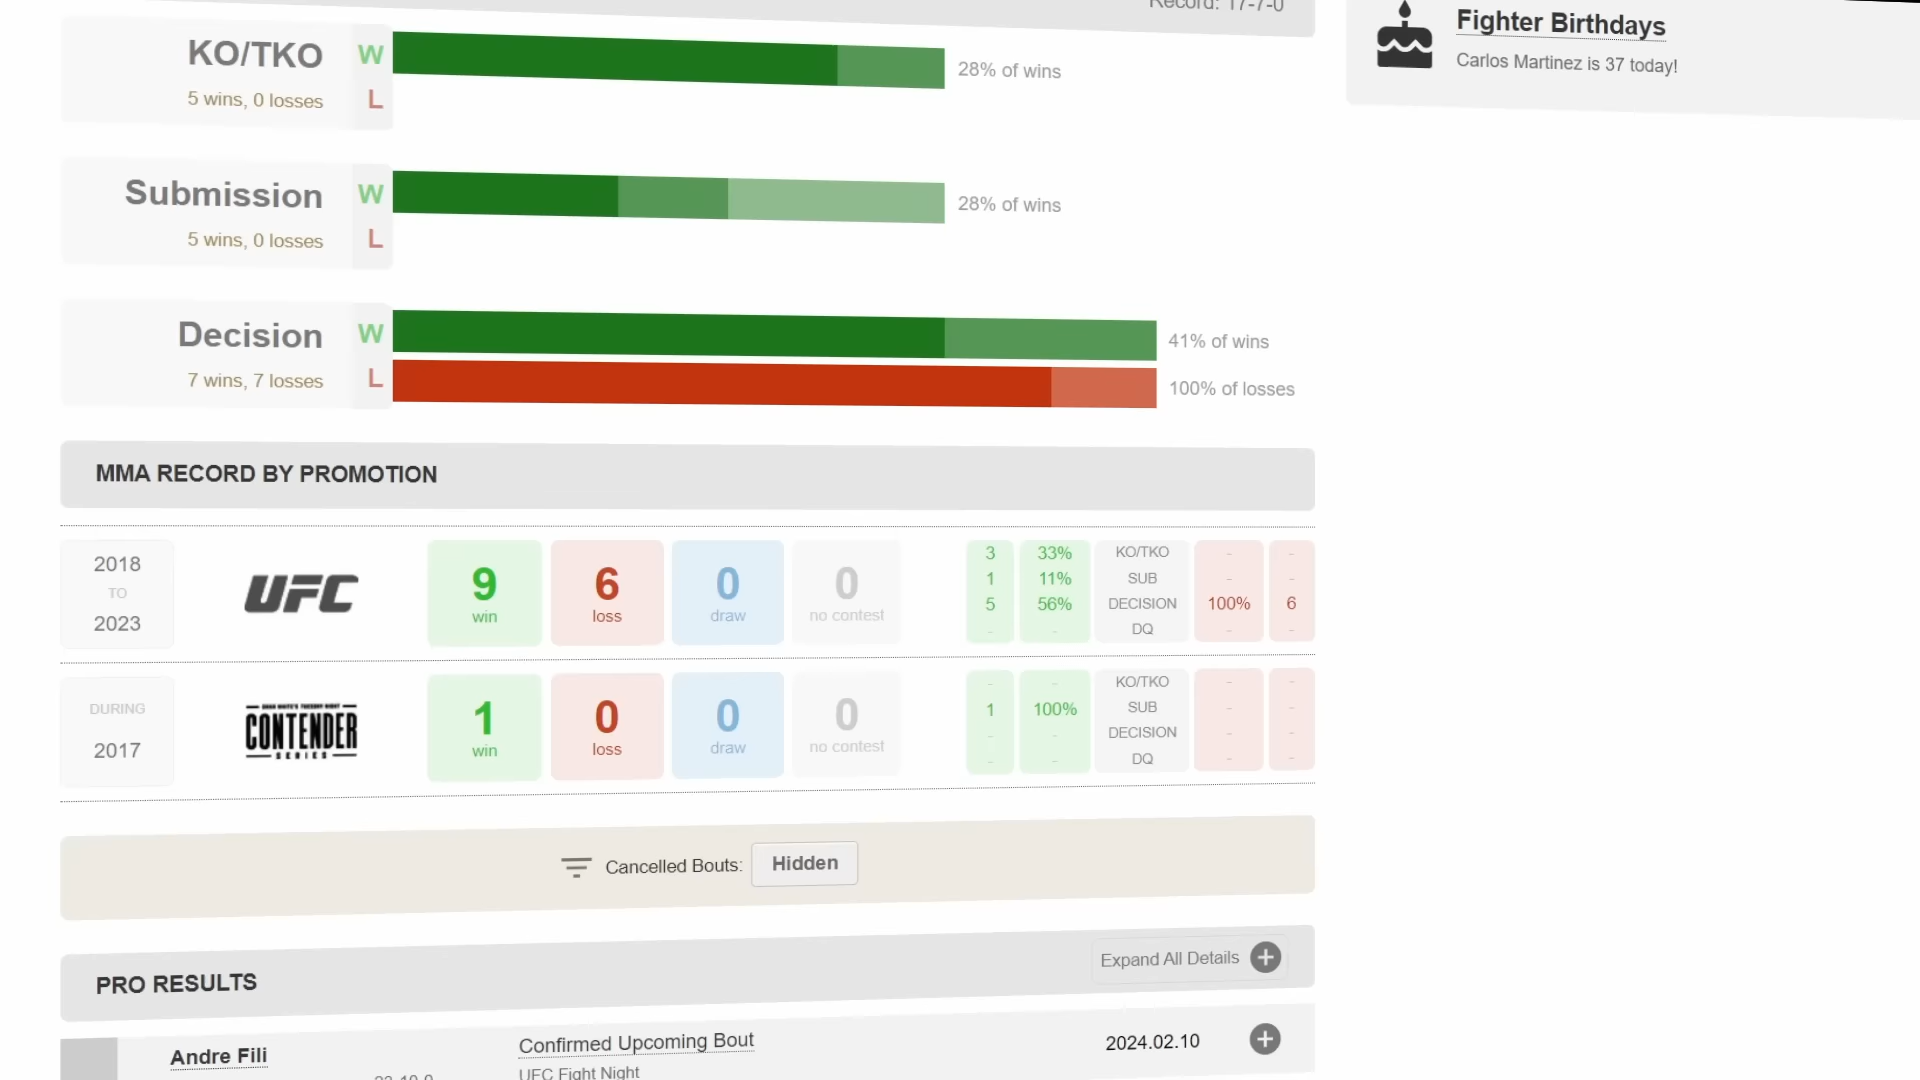 Record: 17-7-0
KO/TKO
5 wins, 0 losses
W
L
28% of wins
Submission
5 wins, 0 losses
W
L
28% of wins
Decision
7 wins, 7 losses
W
L
41% of wins
100% of losses
MMA RECORD BY PROMOTION
2018
TO
2023
UFC
9
win
6
loss
0
draw
0
no contest
3 33% KO/TKO - -
1 11% SUB - -
5 56% DECISION 100% 6
- - DQ - -
DURING
2017
CONTENDER
SERIES
1
win
0
loss
0
draw
0
no contest
- - KO/TKO - -
1 100% SUB - -
- - DECISION - -
- - DQ - -
Cancelled Bouts: Hidden
PRO RESULTS
Expand All Details
Andre Fili
Confirmed Upcoming Bout
UFC Fight Night
2024.02.10
Fighter Birthdays
Carlos Martinez is 37 today!